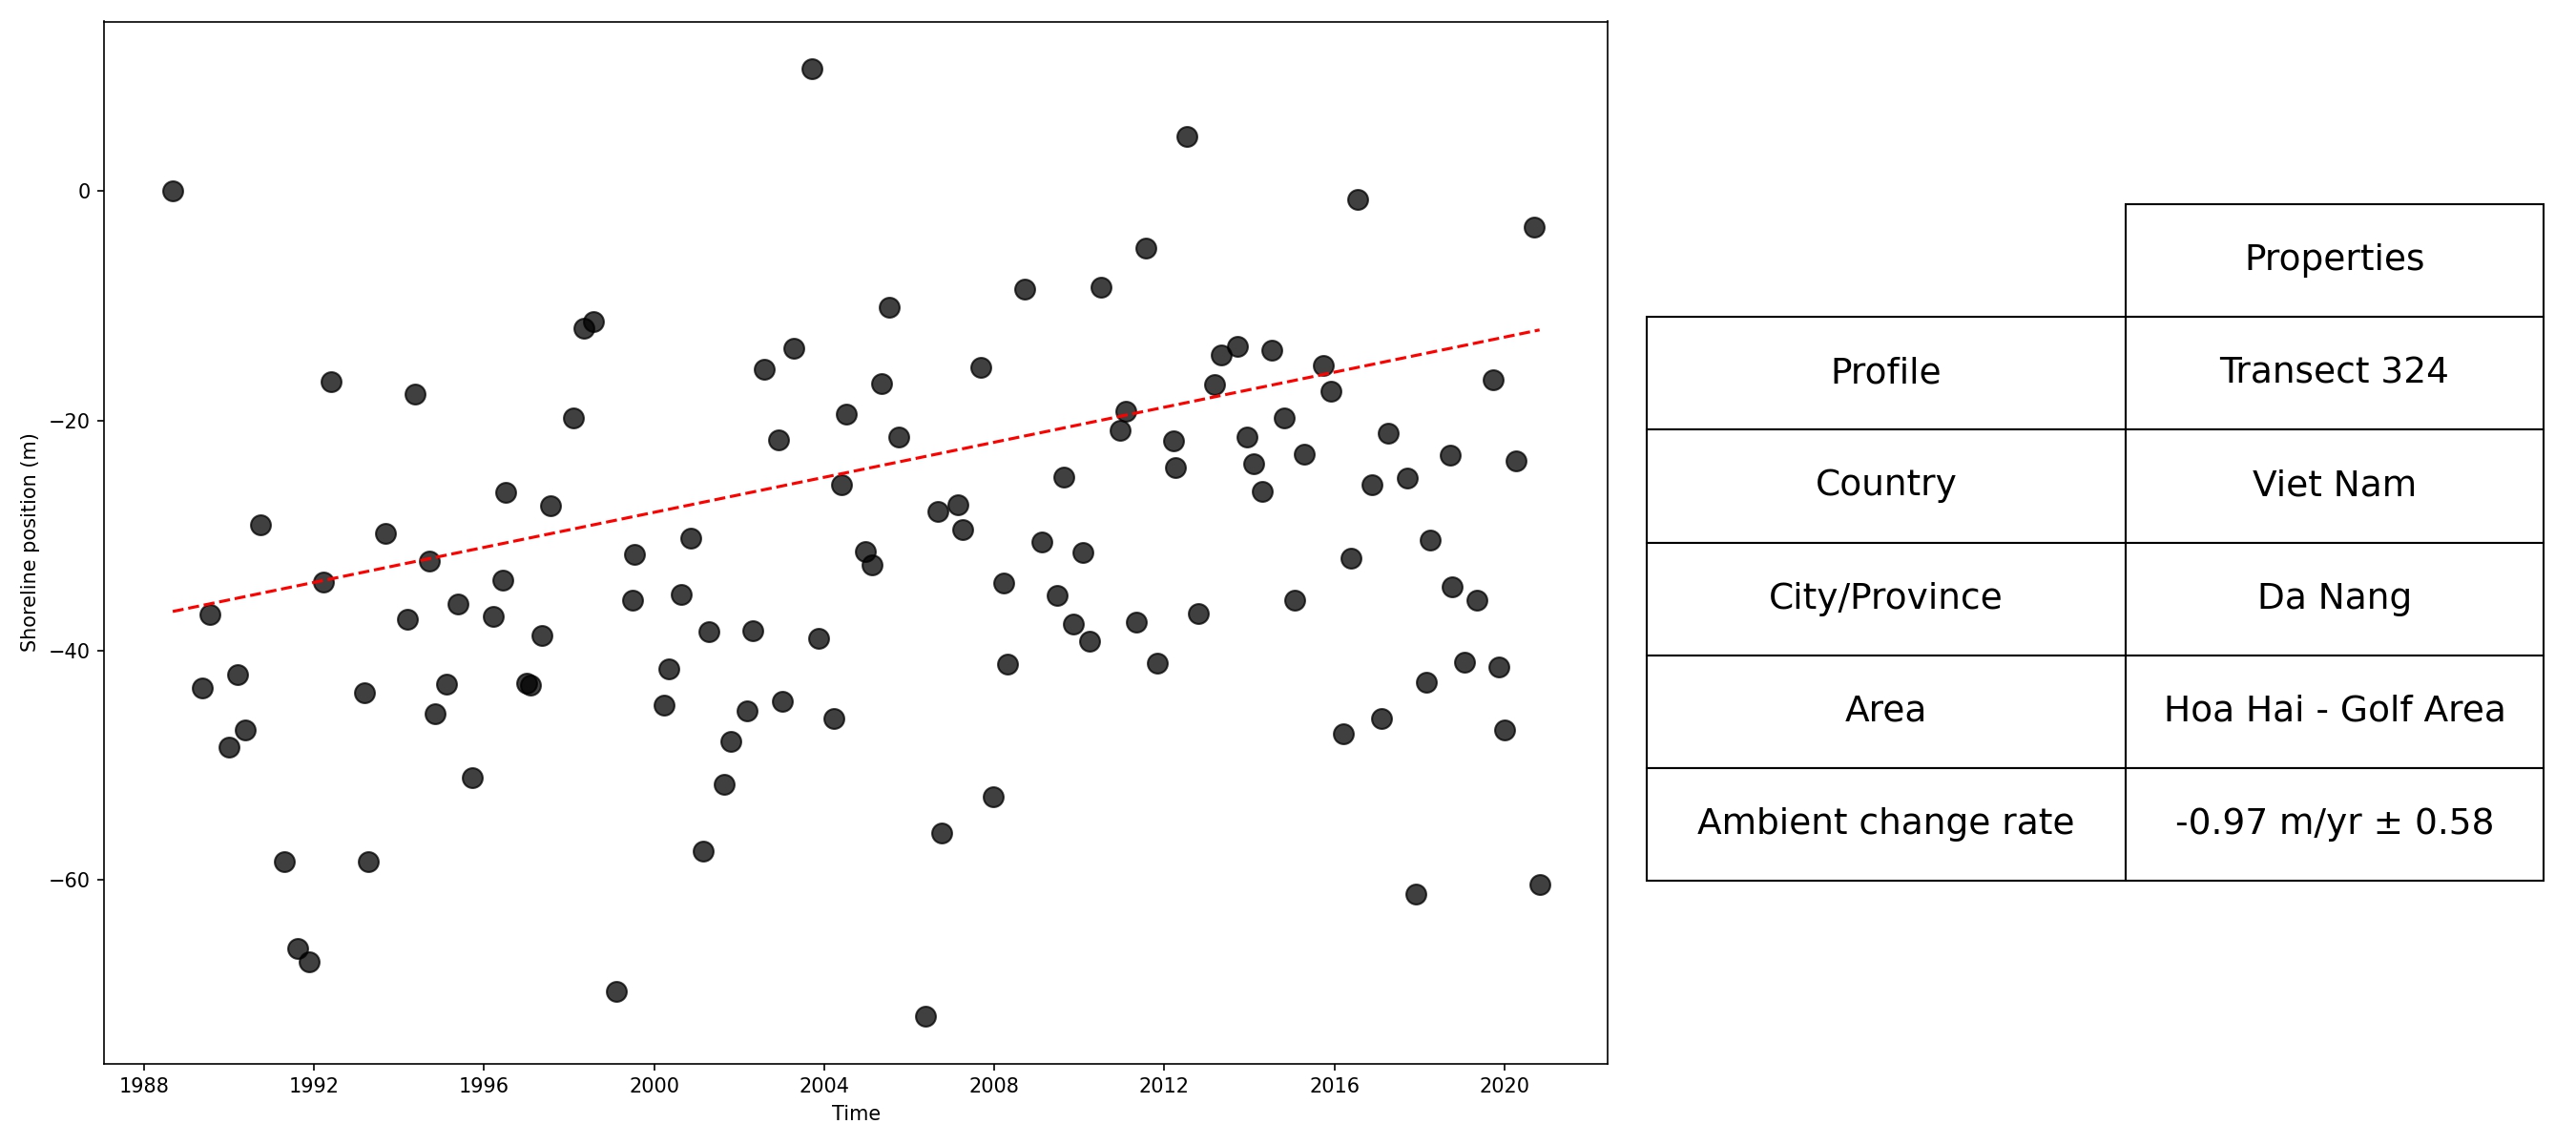 0
−20
−40
−60
Shoreline position (m)
1988 1992 1996 2000 2004 2008 2012 2016 2020
Time
Properties
Profile Transect 324
Country Viet Nam
City/Province Da Nang
Area Hoa Hai - Golf Area
Ambient change rate -0.97 m/yr ± 0.58